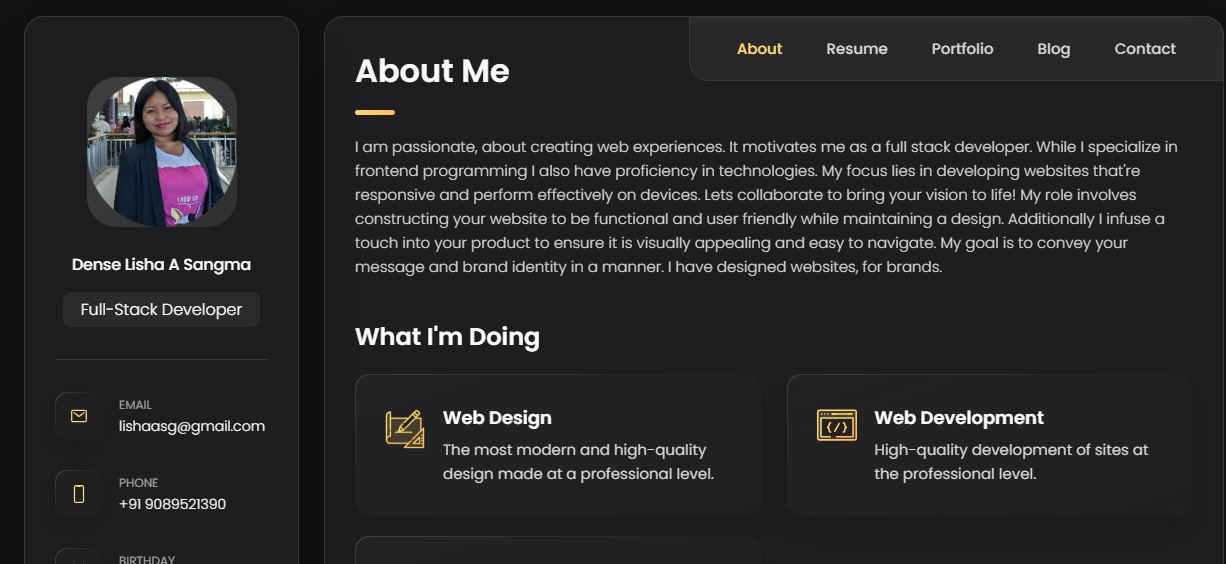 About
Resume
Portfolio
Blog
Contact
Dense Lisha A Sangma
Full-Stack Developer
EMAIL
lishaasg@gmail.com
PHONE
+91 9089521390
BIRTHDAY
About Me
I am passionate, about creating web experiences. It motivates me as a full stack developer. While I specialize in
frontend programming I also have proficiency in technologies. My focus lies in developing websites that're
responsive and perform effectively on devices. Lets collaborate to bring your vision to life! My role involves
constructing your website to be functional and user friendly while maintaining a design. Additionally I infuse a
touch into your product to ensure it is visually appealing and easy to navigate. My goal is to convey your
message and brand identity in a manner. I have designed websites, for brands.
What I'm Doing
Web Design
The most modern and high-quality
design made at a professional level.
Web Development
High-quality development of sites at
the professional level.